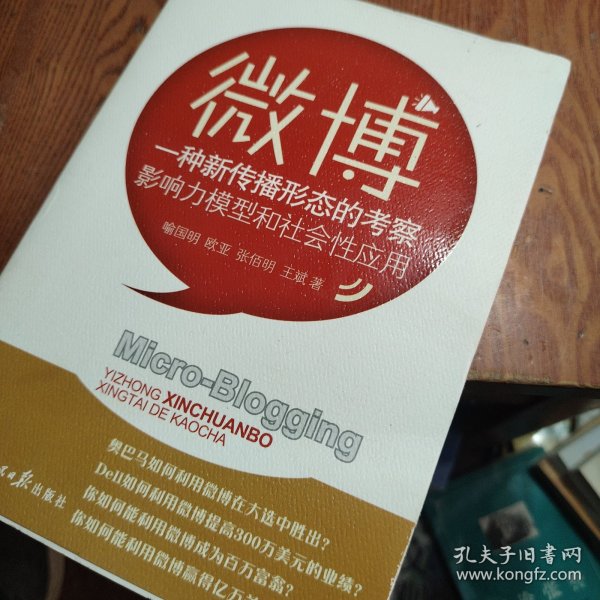 微博
一种新传播形态的考察
影响力模型和社会性应用
喻国明 欧亚 张佰明 王斌 著
Micro-Blogging
YIZHONG XINCHUANBO
XINGTAI DE KAOCHA
奥巴马如何利用微博在大选中胜出?
Dell如何利用微博提高300万美元的业绩?
你如何能利用微博成为百万富翁?
你如何能利用微博赢得亿万
日报出版社
孔夫子旧书网
www.kongfz.com